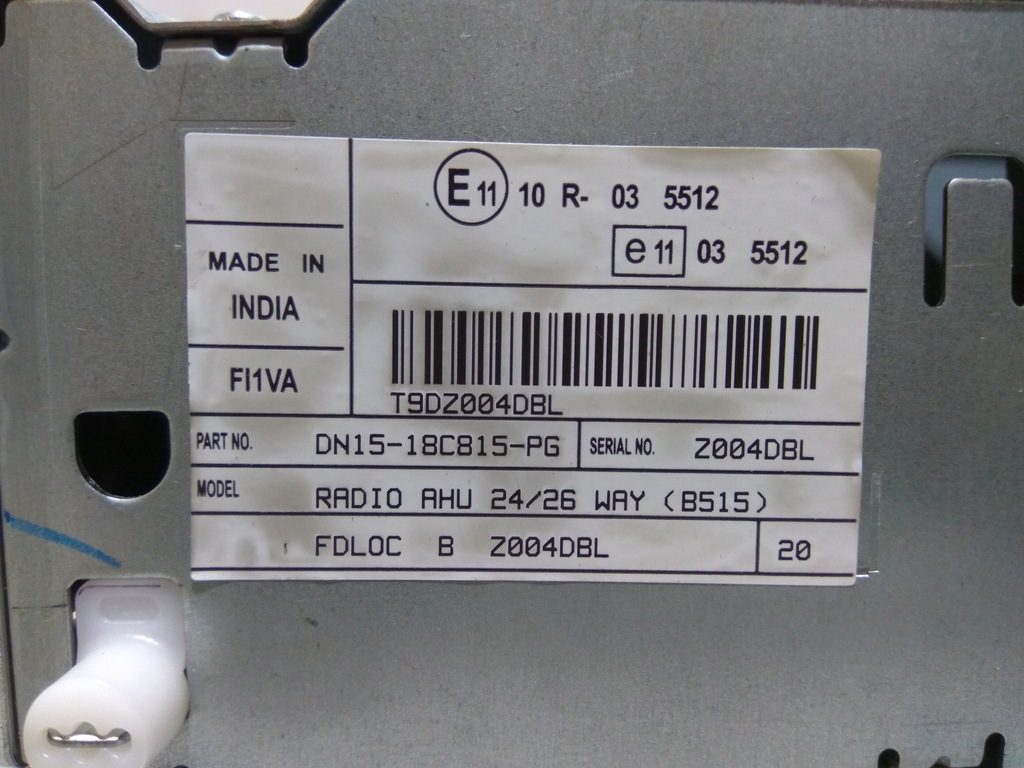 E11 10 R- 03 5512
e11 03 5512
MADE IN
INDIA
FI1VA
T9DZ004DBL
PART NO. DN15-18C815-PG SERIAL NO. Z004DBL
MODEL RADIO AHU 24/26 WAY (B515)
FDLOC B Z004DBL 20